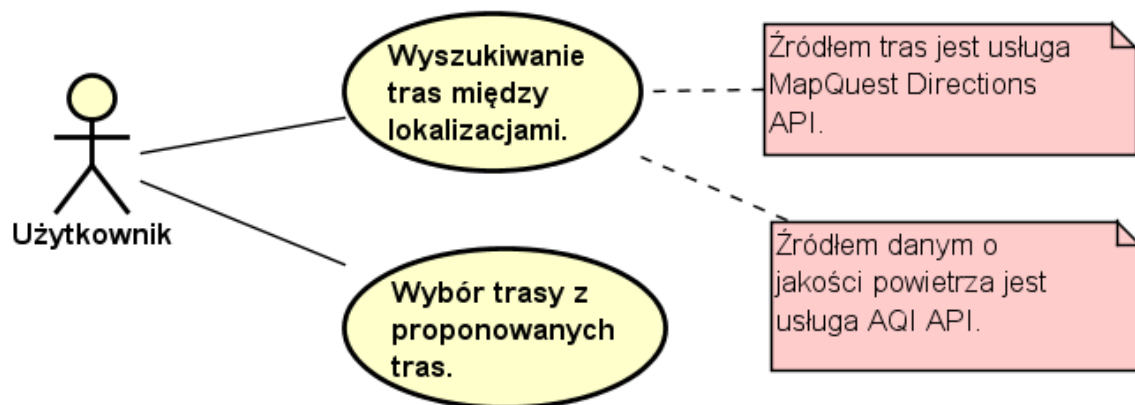 Wyszukiwanie
tras między
lokalizacjami.
Źródłem tras jest usługa
MapQuest Directions
API.
Użytkownik
Wybór trasy z
proponowanych
tras.
Źródłem danym o
jakości powietrza jest
usługa AQI API.